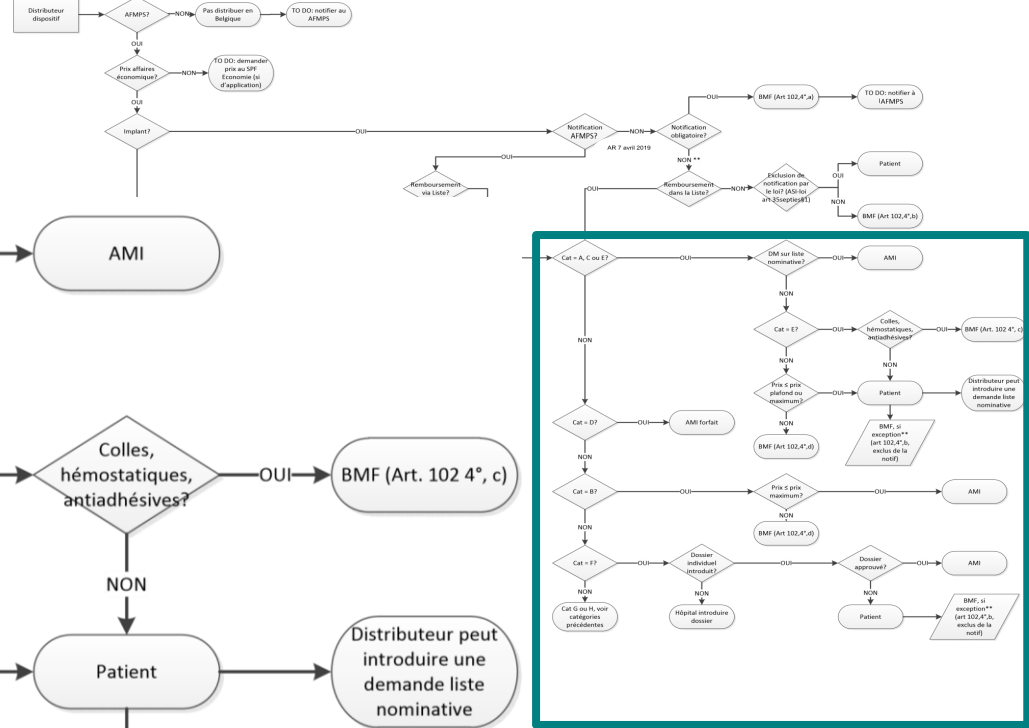 Distributeur
dispositif
AFMPS?
NON
Pas distribuer en
Belgique
TO DO: notifier au
AFMPS
OUI
Prix affaires
économique?
NON
TO DO: demander
prix au SPF
Economie (si
d'application)
OUI
Implant?
OUI
Notification
AFMPS?
NON
Notification
obligatoire?
OUI
BMF (Art 102,4°,a)
TO DO: notifier à
l'AFMPS
AR 7 avril 2019
OUI
NON **
Remboursement
via Liste?
OUI
Remboursement
dans la Liste?
NON
Exclusion de
notification par
le loi? (ASI-loi
art 35septies§1)
OUI
Patient
NON
BMF (Art 102,4°,b)
AMI
Cat = A, C ou E?
OUI
DM sur liste
nominative?
OUI
AMI
NON
NON
Cat = E?
OUI
Colles,
hémostatiques,
antiadhésives?
OUI
BMF (Art. 102 4°, c)
NON
NON
Prix ≤ prix
plafond ou
maximum?
OUI
Patient
Distributeur peut
introduire une
demande liste
nominative
NON
BMF (Art 102,4°,d)
BMF, si
exception**
(art 102,4°,b,
exclus de la
notif)
Cat = D?
OUI
AMI forfait
NON
Cat = B?
OUI
Prix ≤ prix
maximum?
OUI
AMI
NON
BMF (Art 102,4°,d)
NON
Cat = F?
OUI
Dossier
individuel
introduit?
OUI
Dossier
approuvé?
OUI
AMI
NON
Cat G ou H, voir
catégories
précédentes
NON
Hôpital introduire
dossier
NON
Patient
BMF, si
exception**
(art 102,4°,b,
exclus de la
notif)
Colles,
hémostatiques,
antiadhésives?
OUI
BMF (Art. 102 4°, c)
NON
Patient
Distributeur peut
introduire une
demande liste
nominative